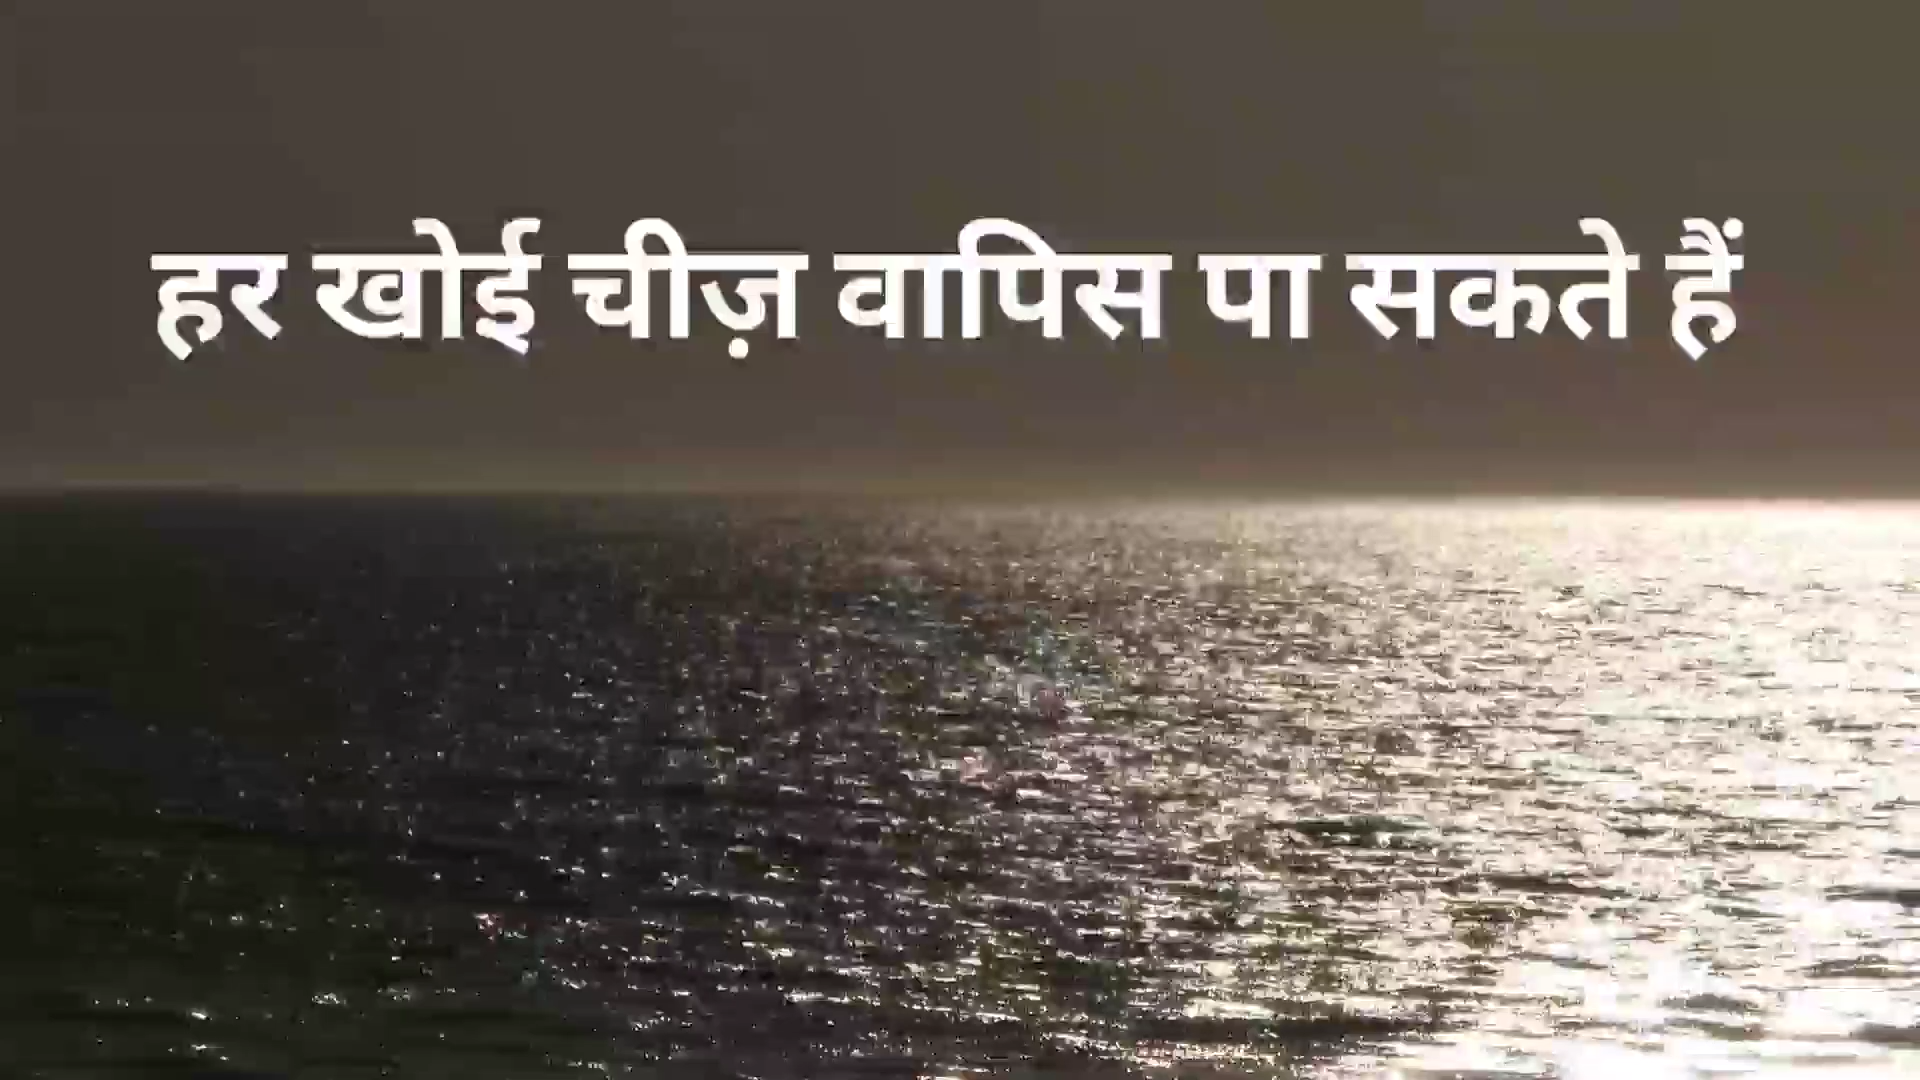 हर खोई चीज़ वापिस पा सकते हैं